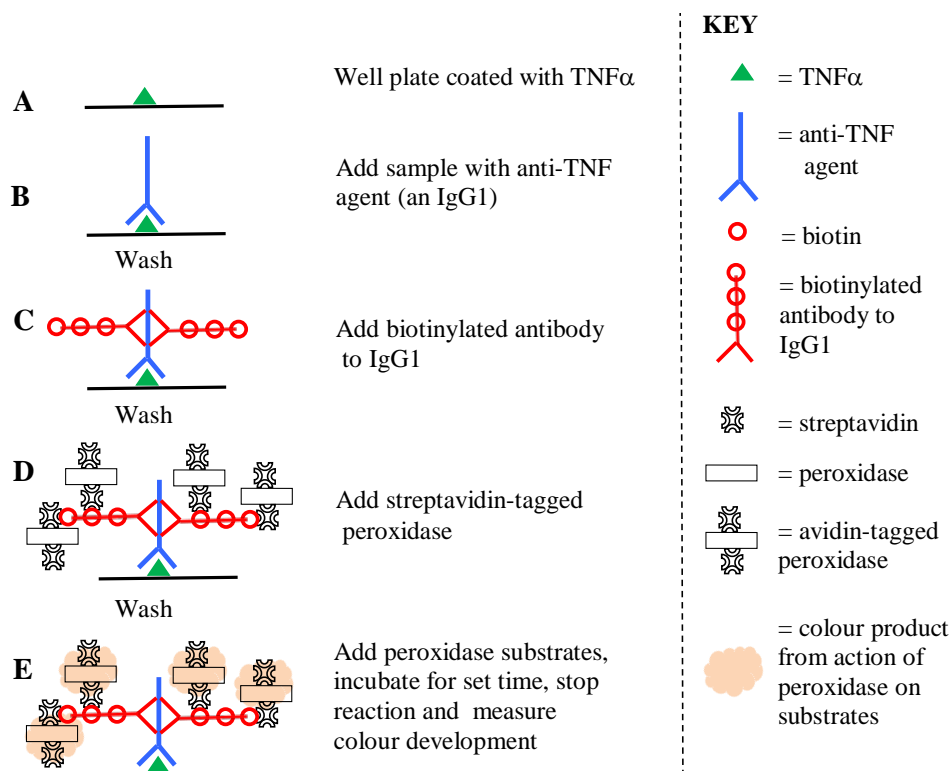 A
Well plate coated with TNFα
B
Add sample with anti-TNF
agent (an IgG1)
Wash
C
Add biotinylated antibody
to IgG1
Wash
D
Add streptavidin-tagged
peroxidase
Wash
E
Add peroxidase substrates,
incubate for set time, stop
reaction and measure
colour development
KEY
= TNFα
= anti-TNF
agent
= biotin
= biotinylated
antibody to
IgG1
= streptavidin
= peroxidase
= avidin-tagged
peroxidase
= colour product
from action of
peroxidase on
substrates